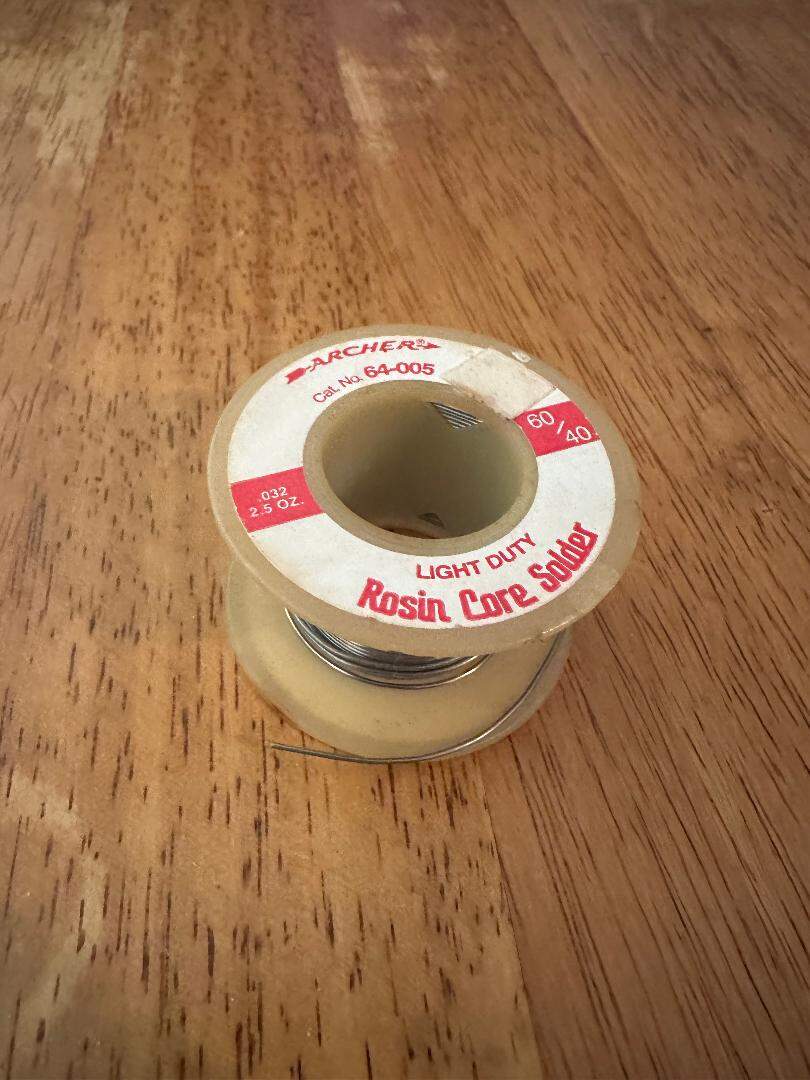 ARCHER®
Cat. No. 64-005
60/40
.032
2.5 OZ.
LIGHT DUTY
Rosin Core Solder